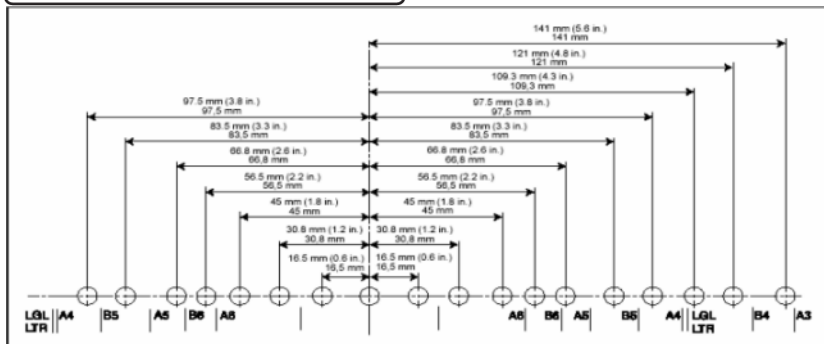 141 mm (5.6 in.)
141 mm
121 mm (4.8 in.)
121 mm
109.3 mm (4.3 in.)
109,3 mm
97.5 mm (3.8 in.)
97,5 mm
97.5 mm (3.8 in.)
97,5 mm
83.5 mm (3.3 in.)
83,5 mm
83.5 mm (3.3 in.)
83,5 mm
66.8 mm (2.6 in.)
66,8 mm
66.8 mm (2.6 in.)
66,8 mm
56.5 mm (2.2 in.)
56,5 mm
56.5 mm (2.2 in.)
56,5 mm
45 mm (1.8 in.)
45 mm
45 mm (1.8 in.)
45 mm
30.8 mm (1.2 in.)
30,8 mm
30.8 mm (1.2 in.)
30,8 mm
16.5 mm (0.6 in.)
16,5 mm
16.5 mm (0.6 in.)
16,5 mm
LGL A4 B5 A5 B6 A6 A6 B6 A5 B5 A4 LGL B4 A3
LTR LTR